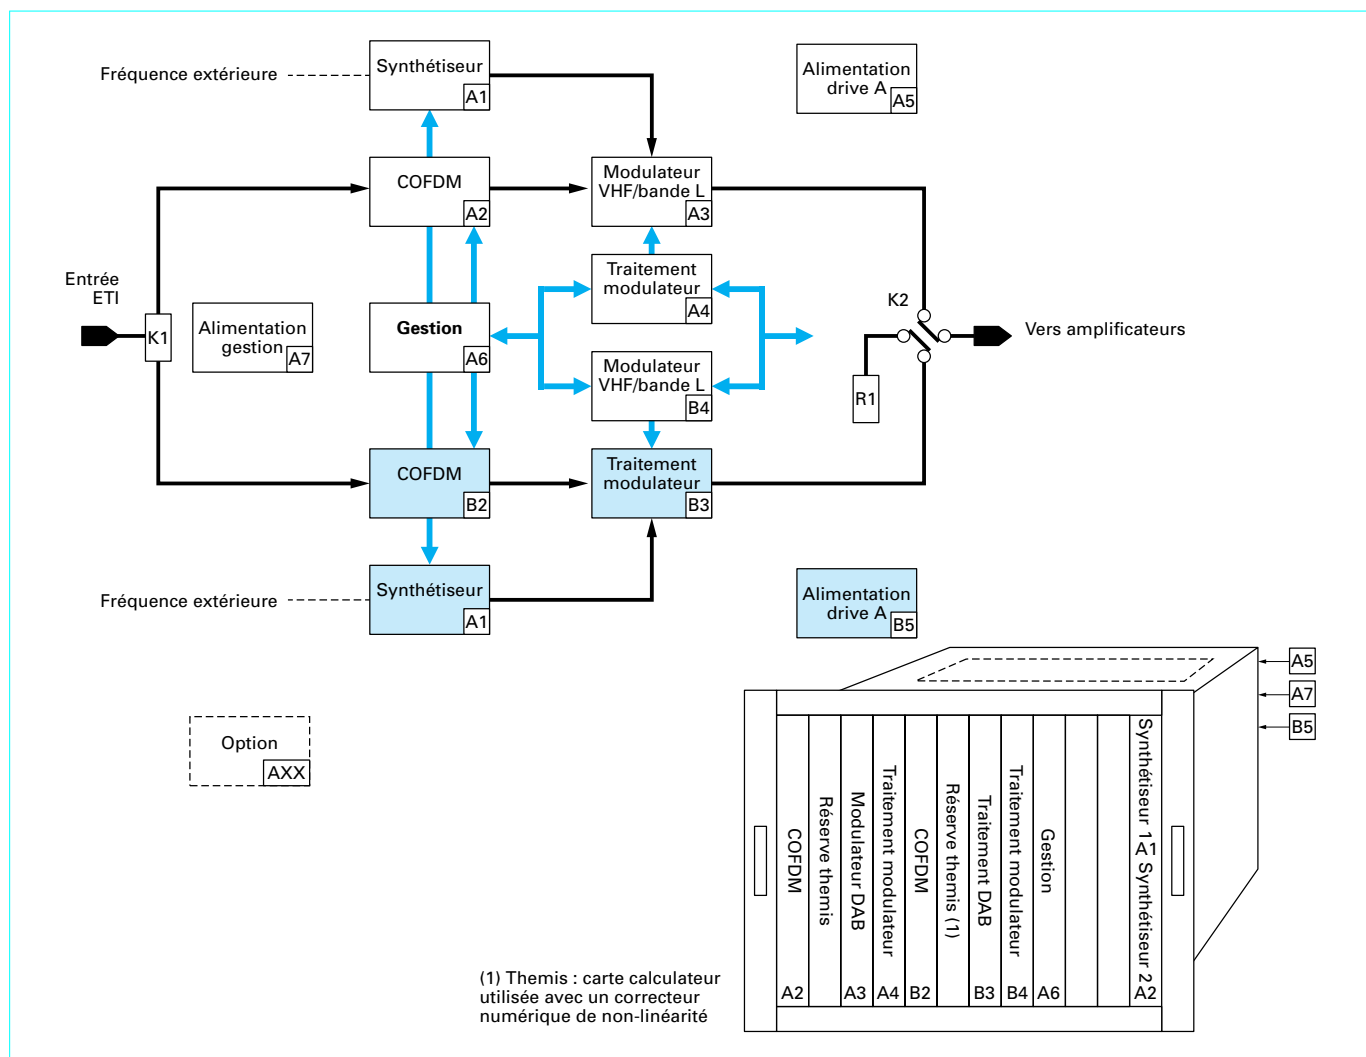 Fréquence extérieure
Synthétiseur
A1
Alimentation
drive A
A5
COFDM
A2
Modulateur
VHF/bande L
A3
Entrée
ETI
K1
Alimentation
gestion
A7
Gestion
A6
Traitement
modulateur
A4
Modulateur
VHF/bande L
B4
K2
R1
Vers amplificateurs
COFDM
B2
Traitement
modulateur
B3
Fréquence extérieure
Synthétiseur
A1
Alimentation
drive A
B5
Option
AXX
A5
A7
B5
COFDM
A2
Réserve themis
Modulateur DAB
A3
Traitement modulateur
A4
COFDM
B2
Réserve themis (1)
Traitement DAB
B3
Traitement modulateur
B4
Gestion
A6
Synthétiseur 1
A1
Synthétiseur 2
A2
(1) Themis : carte calculateur
utilisée avec un correcteur
numérique de non-linéarité